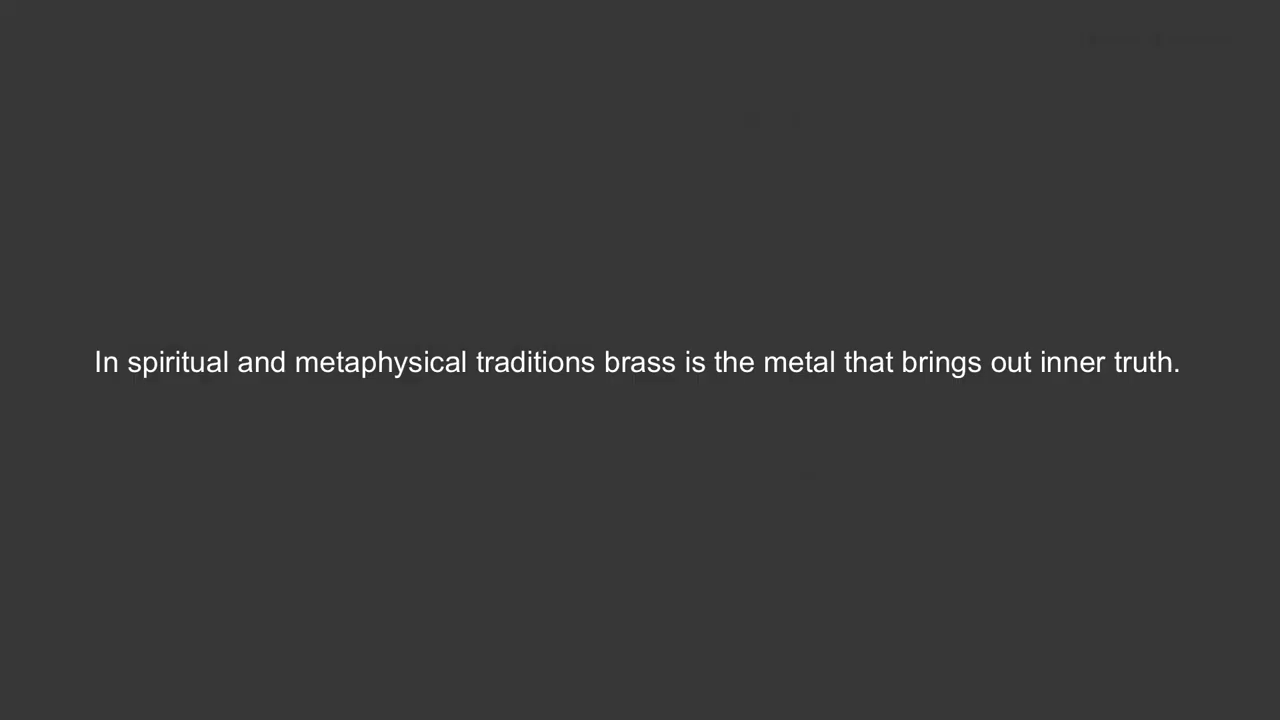 In spiritual and metaphysical traditions brass is the metal that brings out inner truth.